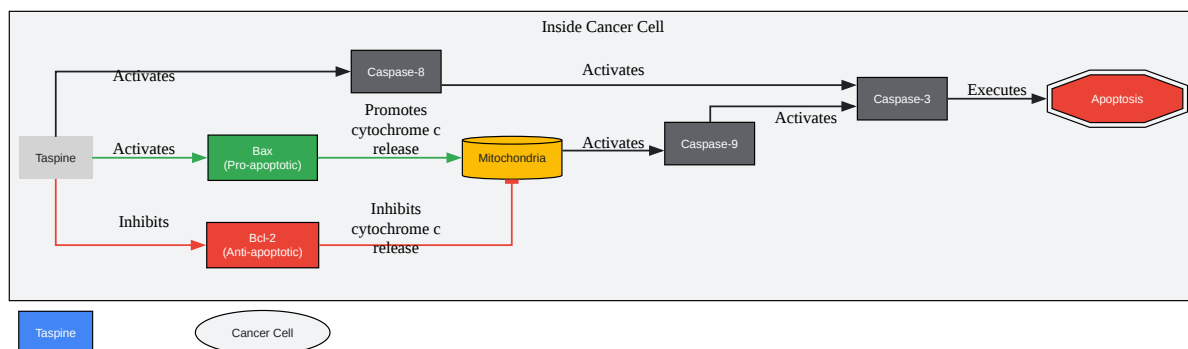 Inside Cancer Cell
Activates
Caspase-8
Activates
Caspase-3
Executes
Apoptosis
Promotes
cytochrome c
release
Activates
Caspase-9
Taspine
Activates
Bax
(Pro-apoptotic)
Mitochondria
Activates
Inhibits
Bcl-2
(Anti-apoptotic)
Inhibits
cytochrome c
release
Taspine
Cancer Cell